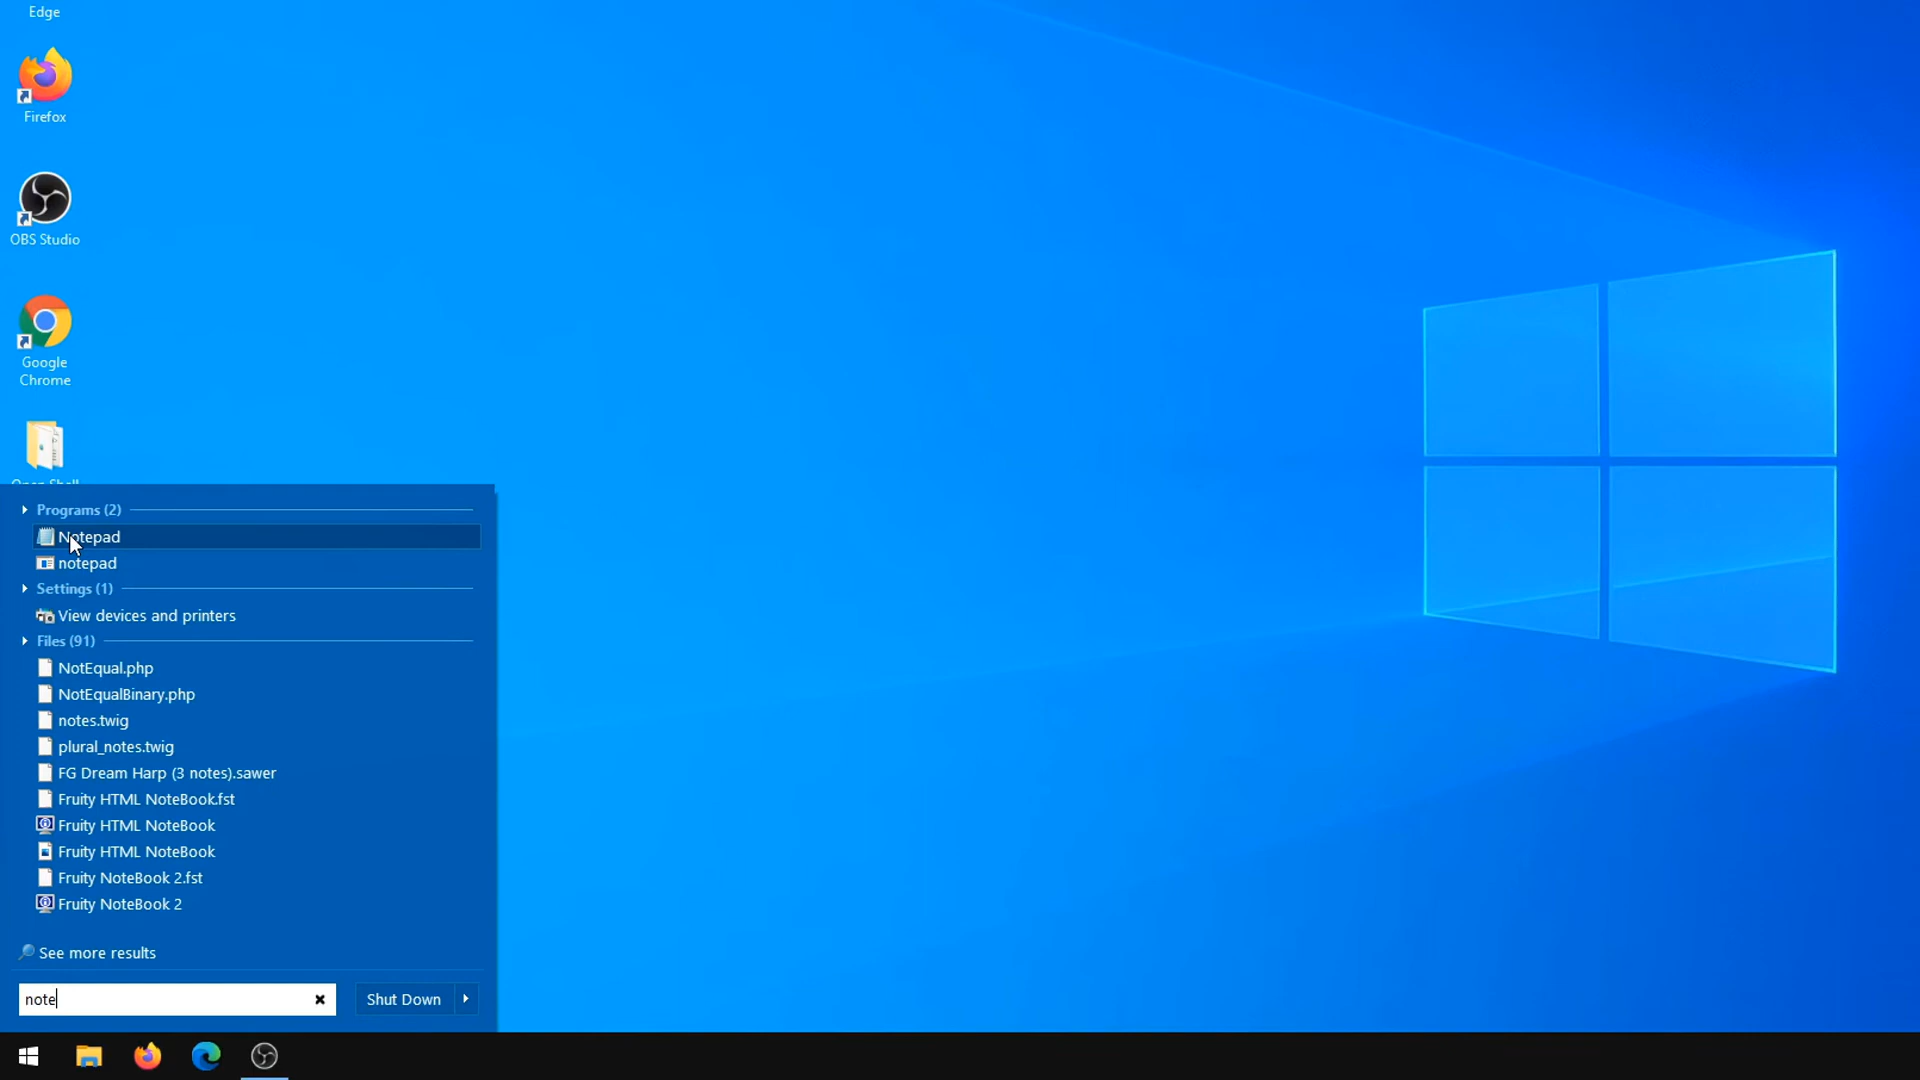 Edge
Firefox
OBS Studio
Google
Chrome
Open Shell
Programs (2)
Notepad
notepad
Settings (1)
View devices and printers
Files (91)
NotEqual.php
NotEqualBinary.php
notes.twig
plural_notes.twig
FG Dream Harp (3 notes).sawer
Fruity HTML NoteBook.fst
Fruity HTML NoteBook
Fruity HTML NoteBook
Fruity NoteBook 2.fst
Fruity NoteBook 2
See more results
note
Shut Down